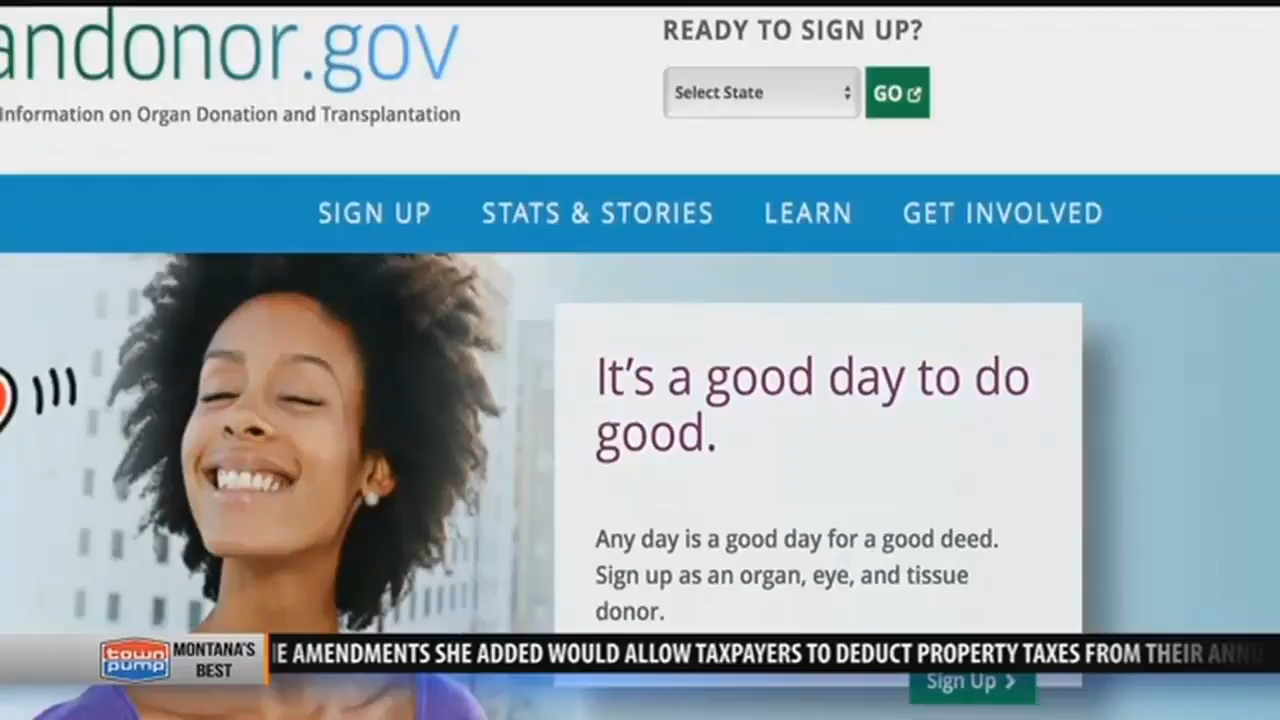 andonor.gov
READY TO SIGN UP?
Select State
GO
Information on Organ Donation and Transplantation
SIGN UP STATS & STORIES LEARN GET INVOLVED
It's a good day to do
good.
Any day is a good day for a good deed.
Sign up as an organ, eye, and tissue
donor.
town
pump
MONTANA'S
BEST
AMENDMENTS SHE ADDED WOULD ALLOW TAXPAYERS TO DEDUCT PROPERTY TAXES FROM THEIR
Sign Up